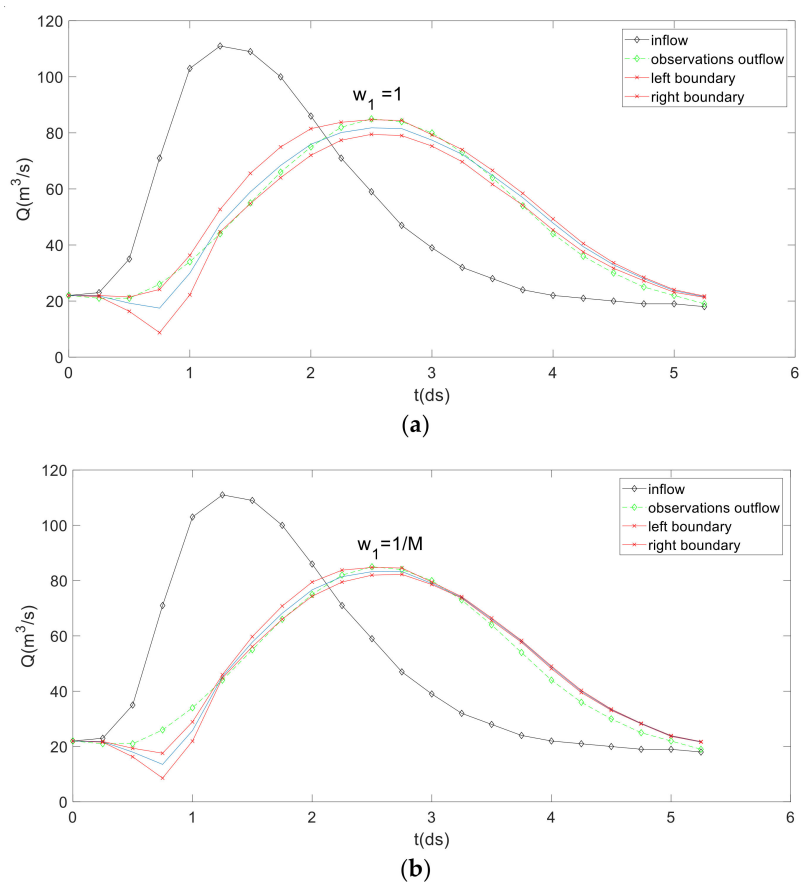 120
100
80
60
40
20
0
Q(m³/s)
w₁ =1
inflow
observations outflow
left boundary
right boundary
0 1 2 3 4 5 6
t(ds)
(a)
120
100
80
60
40
20
0
Q(m³/s)
w₁=1/M
inflow
observations outflow
left boundary
right boundary
0 1 2 3 4 5 6
t(ds)
(b)